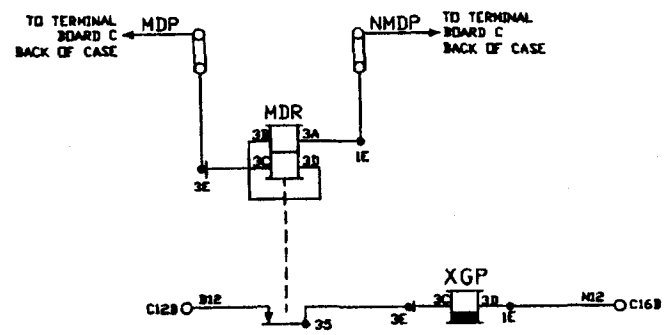 TO TERMINAL
BOARD C
BACK OF CASE
MDP
NMDP
TO TERMINAL
BOARD C
BACK OF CASE
MDR
3B
3A
3C
3D
3E
1E
XGP
C12B
B12
35
3E
3C
3D
1E
N12
C16B